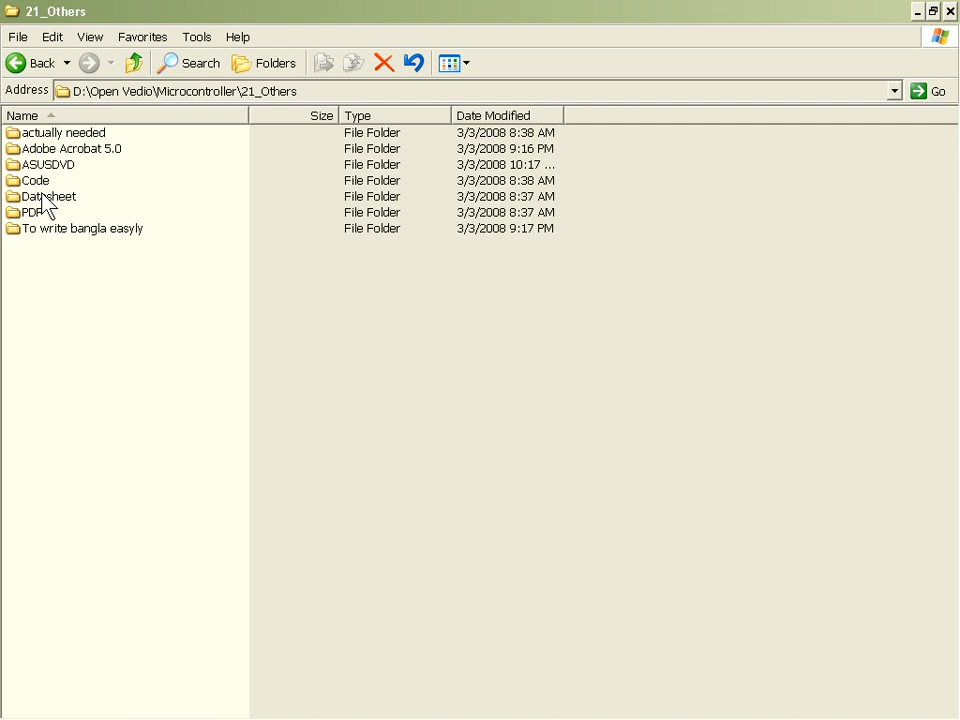 21_Others
File Edit View Favorites Tools Help
Back Search Folders
Address D:\Open Vedio\Microcontroller\21_Others Go
Name Size Type Date Modified
actually needed File Folder 3/3/2008 8:38 AM
Adobe Acrobat 5.0 File Folder 3/3/2008 9:16 PM
ASUSDVD File Folder 3/3/2008 10:17 ...
Code File Folder 3/3/2008 8:38 AM
Datasheet File Folder 3/3/2008 8:37 AM
PDF File Folder 3/3/2008 8:37 AM
To write bangla easyly File Folder 3/3/2008 9:17 PM